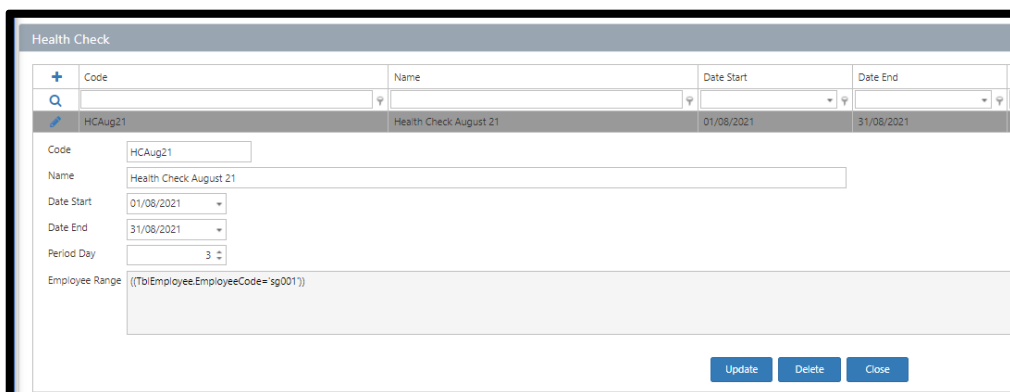 Health Check
Code Name Date Start Date End
HCAug21 Health Check August 21 01/08/2021 31/08/2021
Code HCAug21
Name Health Check August 21
Date Start 01/08/2021
Date End 31/08/2021
Period Day 3
Employee Range ((TblEmployee.EmployeeCode='sg001'))
Update Delete Close